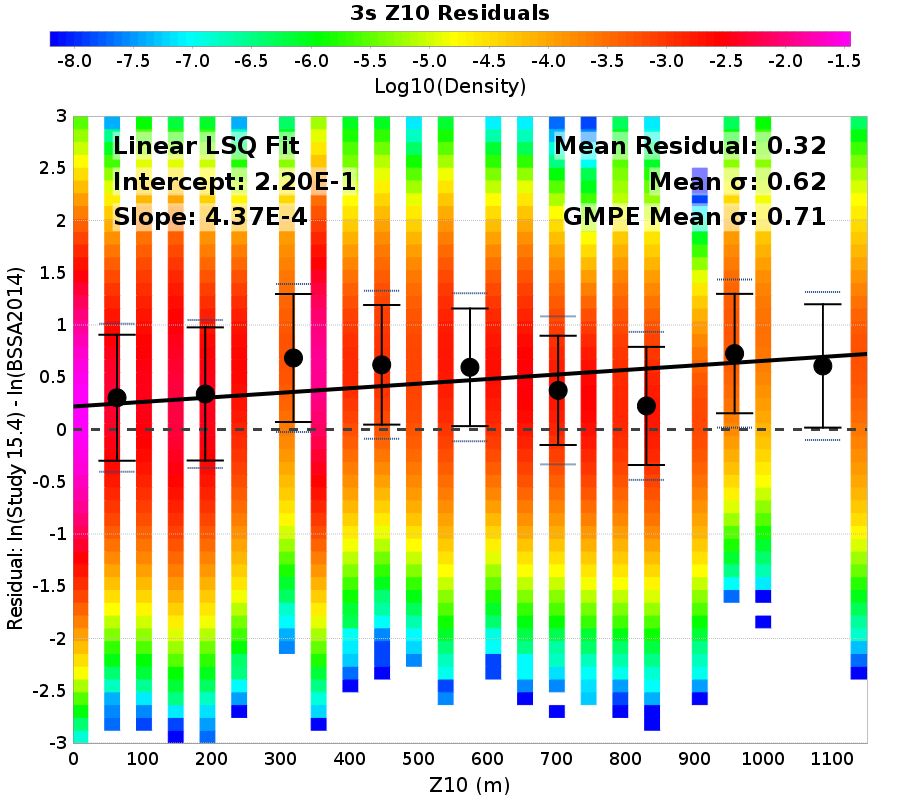 3s Z10 Residuals
-8.0 -7.5 -7.0 -6.5 -6.0 -5.5 -5.0 -4.5 -4.0 -3.5 -3.0 -2.5 -2.0 -1.5
Log10(Density)
Linear LSQ Fit
Intercept: 2.20E-1
Slope: 4.37E-4
Mean Residual: 0.32
Mean σ: 0.62
GMPE Mean σ: 0.71
Residual: ln(Study 15.4) - ln(BSSA2014)
3
2.5
2
1.5
1
0.5
0
-0.5
-1
-1.5
-2
-2.5
-3
0 100 200 300 400 500 600 700 800 900 1000 1100
Z10 (m)